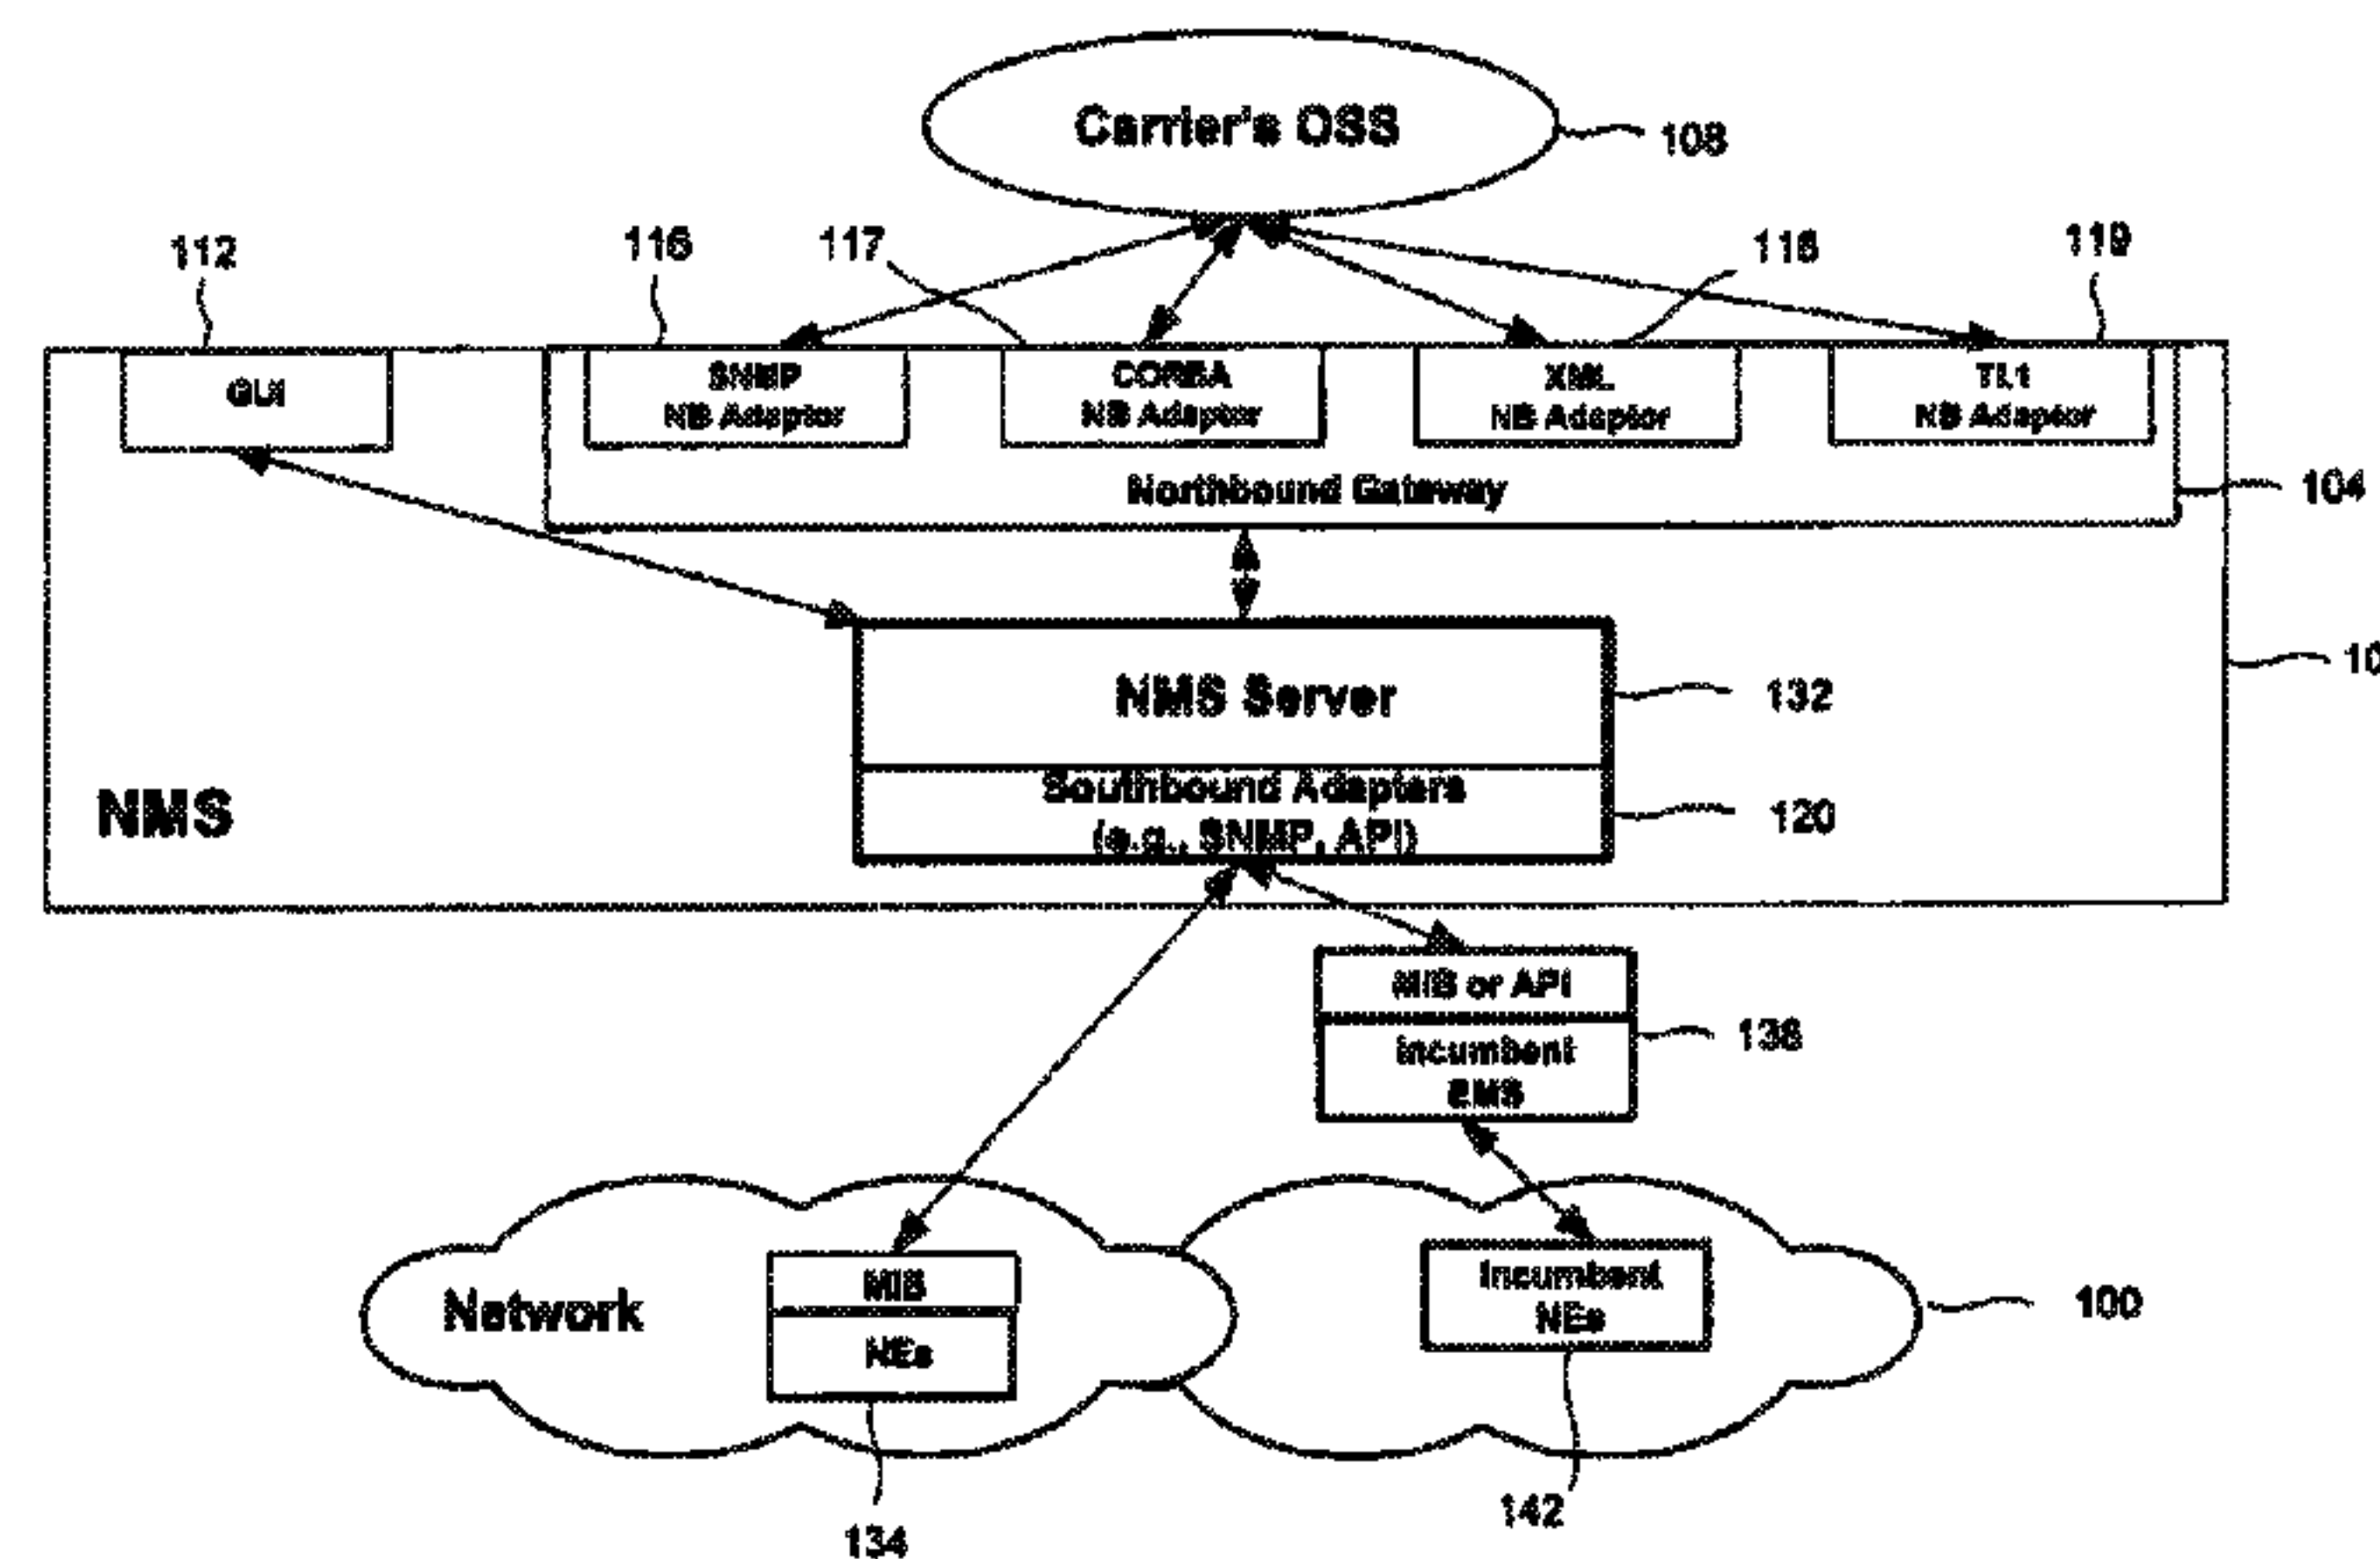 Carrier's OSS
108
112
116
117
118
119
GUI
SNMP
NB Adaptor
CORBA
NB Adaptor
XML
NB Adaptor
TL1
NB Adaptor
Northbound Gateway
104
10
NMS Server
132
NMS
Southbound Adapters
(e.g., SNMP, API)
120
MIB or API
Incumbent
EMS
Network
MIB
NEs
Incumbent
NEs
100
134
142